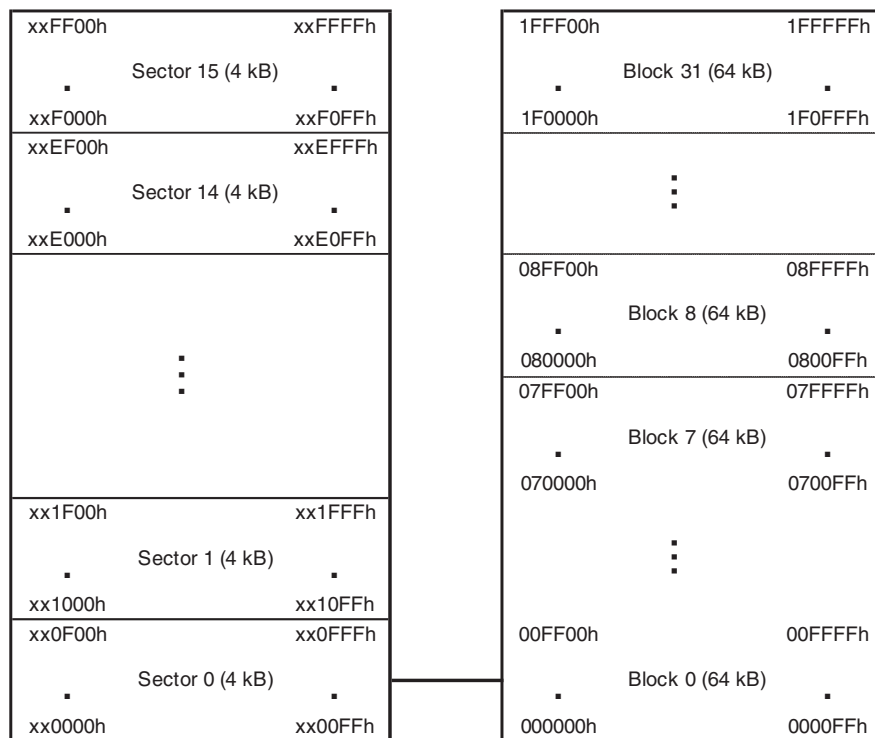 xxFF00h xxFFFFh
Sector 15 (4 kB)
xxF000h xxF0FFh
xxEF00h xxEFFFh
Sector 14 (4 kB)
xxE000h xxE0FFh
xx1F00h xx1FFFh
Sector 1 (4 kB)
xx1000h xx10FFh
xx0F00h xx0FFFh
Sector 0 (4 kB)
xx0000h xx00FFh
1FFF00h 1FFFFFh
Block 31 (64 kB)
1F0000h 1F0FFFh
08FF00h 08FFFFh
Block 8 (64 kB)
080000h 0800FFh
07FF00h 07FFFFh
Block 7 (64 kB)
070000h 0700FFh
00FF00h 00FFFFh
Block 0 (64 kB)
000000h 0000FFh